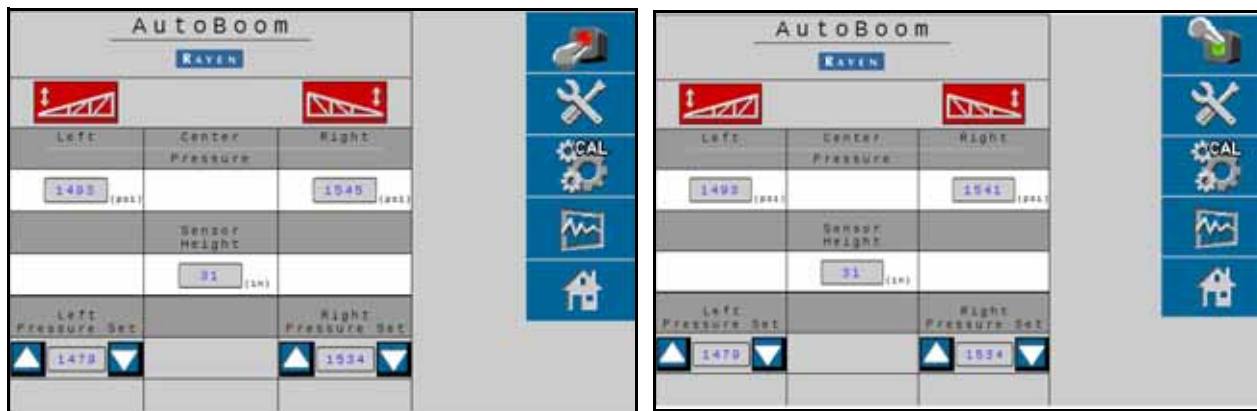 AutoBoom
RAVEN
Left Center Right
Pressure
1493 (psi) 1545 (psi)
Sensor
Height
31 (in)
Left Right
Pressure Set Pressure Set
1479 1534
CAL
AutoBoom
RAVEN
Left Center Right
Pressure
1493 (psi) 1541 (psi)
Sensor
Height
31 (in)
Left Right
Pressure Set Pressure Set
1479 1534
CAL